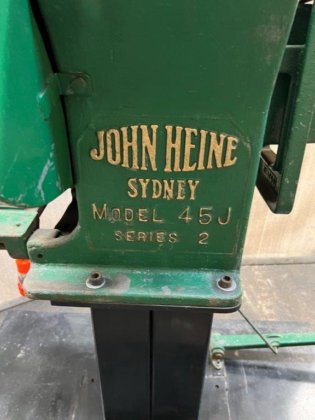 JOHN HEINE
SYDNEY
MODEL 45J
SERIES 2